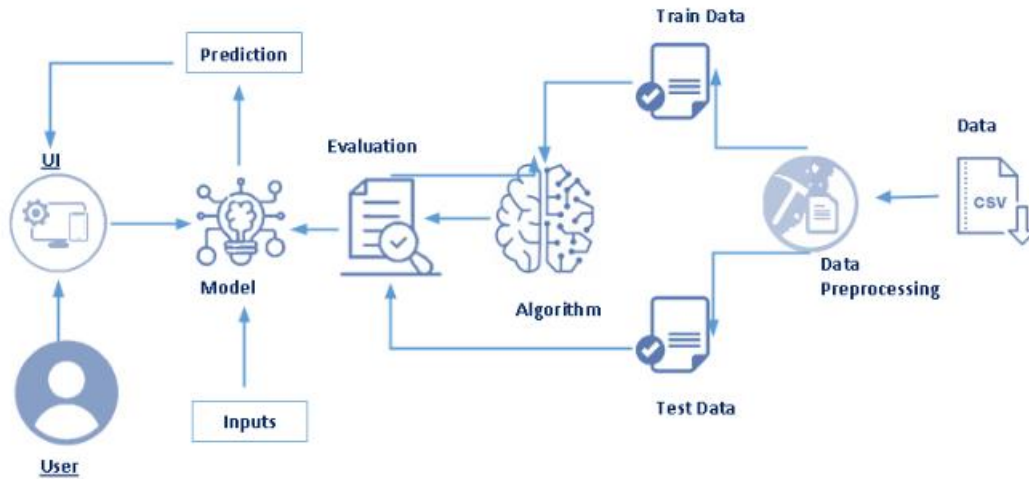 Train Data
Prediction
Data
Evaluation
UI
CSV
Model
Data
Preprocessing
Algorithm
Inputs
Test Data
User